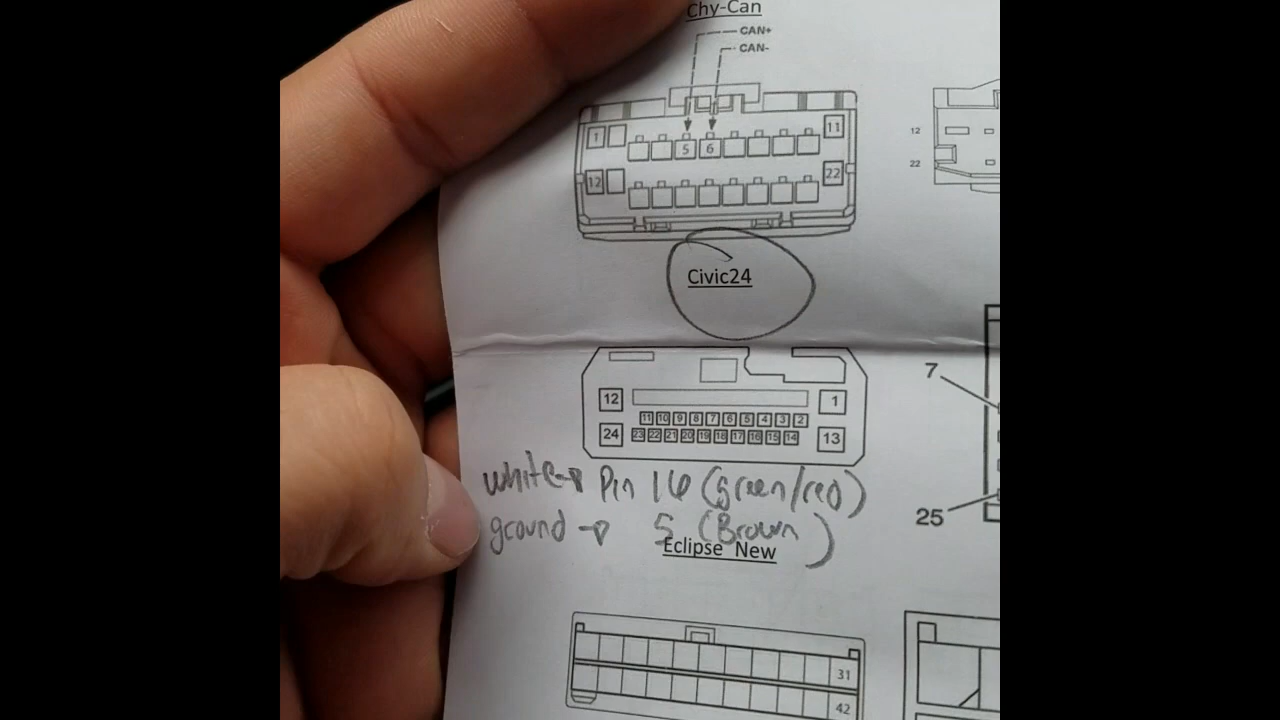 Chy-Can
CAN+
CAN-
1 5 6 11
12 22
12
22
Civic24
12 1
11 10 9 8 7 6 5 4 3 2
24 13
23 22 21 20 19 18 17 16 15 14
7
25
white → Pin 16 (green/red)
ground → 5 (Brown)
Eclipse New
31
42